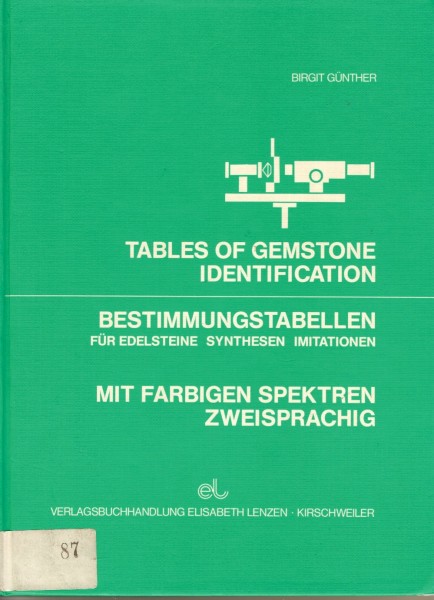 BIRGIT GÜNTHER
TABLES OF GEMSTONE
IDENTIFICATION
BESTIMMUNGSTABELLEN
FÜR EDELSTEINE SYNTHESEN IMITATIONEN
MIT FARBIGEN SPEKTREN
ZWEISPRACHIG
el
VERLAGSBUCHHANDLUNG ELISABETH LENZEN · KIRSCHWEILER
87